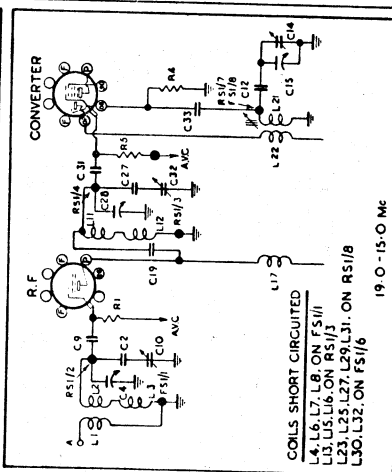 CONVERTER
R.F
F
P
F
F
F
P
C14
C15
R4
RS1/7
FS1/8
C12
L21
C33
L22
R5
A.V.C
C31
RS1/4
C27
C28
C32
L11
L12
RS1/3
C19
L17
R1
A.V.C
C9
RS1/2
C2
C10
L2
C4
L3
FS1/1
A
L1
COILS SHORT CIRCUITED
L4, L6, L7, L8, ON FS1/1
L13, L15, L16, ON RS1/3
L23, L25, L27, L29, L31, ON RS1/8
L30, L32, ON FS1/6
19.0-15.0 Mc